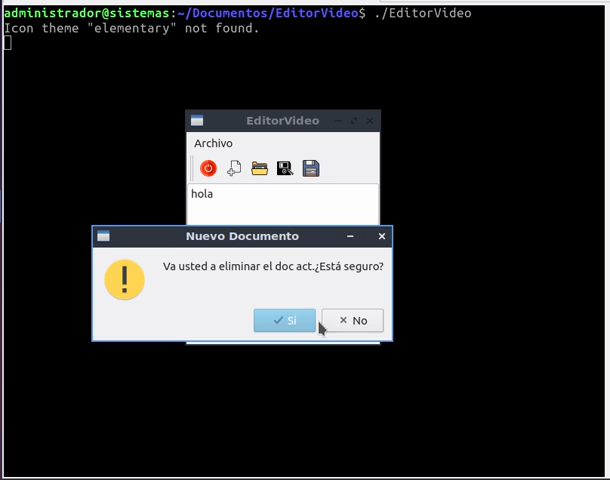 administrador@sistemas:~/Documentos/EditorVideo$ ./EditorVideo
Icon theme "elementary" not found.
EditorVideo
Archivo
hola
Nuevo Documento
Va usted a eliminar el doc act.¿Está seguro?
Si
No